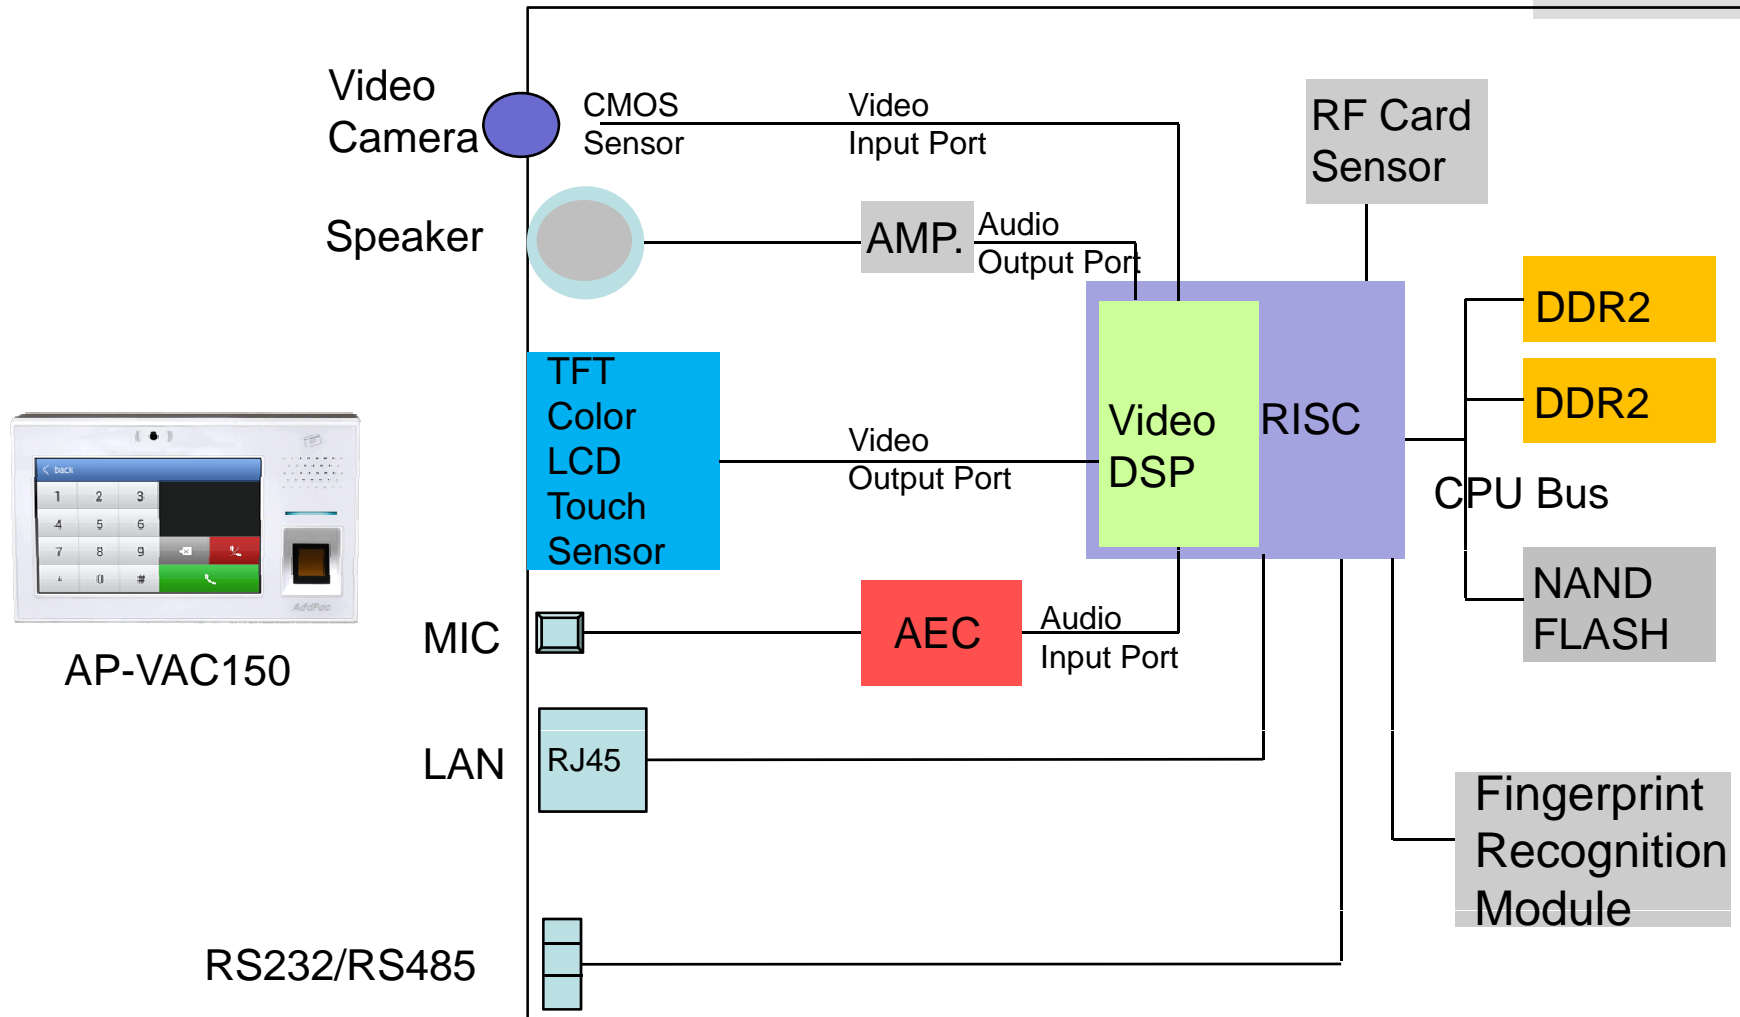 Video
Camera
CMOS
Sensor
Video
Input Port
RF Card
Sensor
Speaker
AMP.
Audio
Output Port
DDR2
DDR2
TFT
Color
LCD
Touch
Sensor
Video
Output Port
Video
DSP
RISC
CPU Bus
NAND
FLASH
< back
1 2 3
4 5 6
7 8 9
* 0 #
AddPac
AP-VAC150
MIC
AEC
Audio
Input Port
LAN
RJ45
Fingerprint
Recognition
Module
RS232/RS485